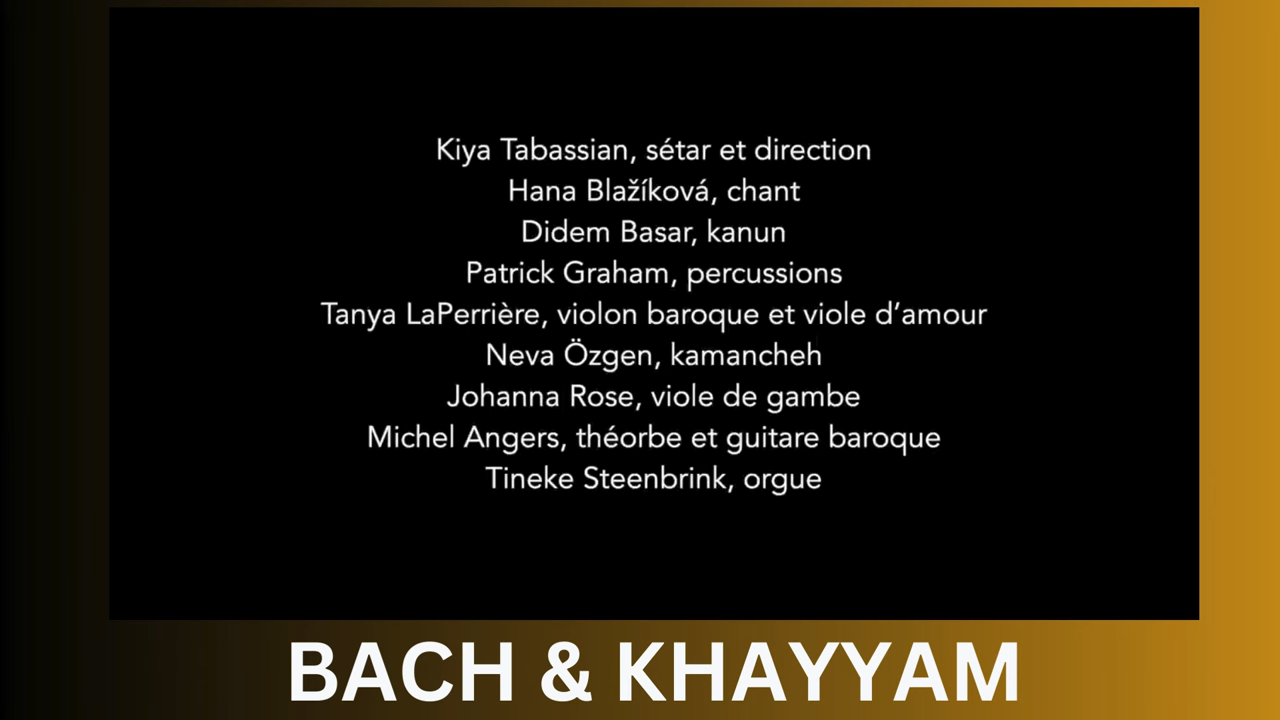 Kiya Tabassian, sétar et direction
Hana Blažíková, chant
Didem Basar, kanun
Patrick Graham, percussions
Tanya LaPerrière, violon baroque et viole d’amour
Neva Özgen, kamancheh
Johanna Rose, viole de gambe
Michel Angers, théorbe et guitare baroque
Tineke Steenbrink, orgue
BACH & KHAYYAM